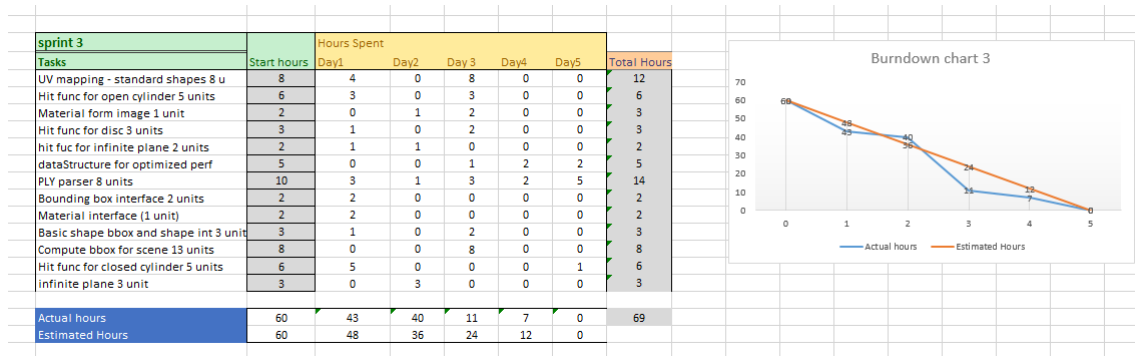 sprint 3 Hours Spent
Tasks Start hours Day1 Day2 Day 3 Day4 Day5 Total Hours
UV mapping - standard shapes 8 u 8 4 0 8 0 0 12
Hit func for open cylinder 5 units 6 3 0 3 0 0 6
Material form image 1 unit 2 0 1 2 0 0 3
Hit func for disc 3 units 3 1 0 2 0 0 3
hit fuc for infinite plane 2 units 2 1 1 0 0 0 2
dataStructure for optimized perf 5 0 0 1 2 2 5
PLY parser 8 units 10 3 1 3 2 5 14
Bounding box interface 2 units 2 2 0 0 0 0 2
Material interface (1 unit) 2 2 0 0 0 0 2
Basic shape bbox and shape int 3 unit 3 1 0 2 0 0 3
Compute bbox for scene 13 units 8 0 0 8 0 0 8
Hit func for closed cylinder 5 units 6 5 0 0 0 1 6
infinite plane 3 unit 3 0 3 0 0 0 3
Actual hours 60 43 40 11 7 0 69
Estimated Hours 60 48 36 24 12 0
Burndown chart 3
70
60
50
40
30
20
10
0
60
48
43
40
36
24
11
12
7
0
0 1 2 3 4 5
Actual hours Estimated Hours